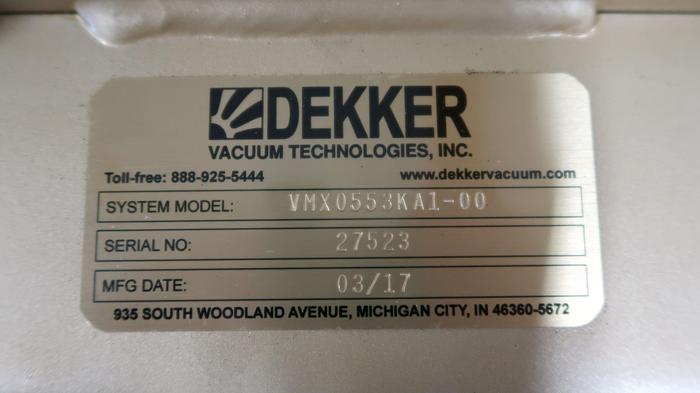 DEKKER
VACUUM TECHNOLOGIES, INC.
Toll-free: 888-925-5444 www.dekkervacuum.com
SYSTEM MODEL: VMX0553KA1-00
SERIAL NO: 27523
MFG DATE: 03/17
935 SOUTH WOODLAND AVENUE, MICHIGAN CITY, IN 46360-5672